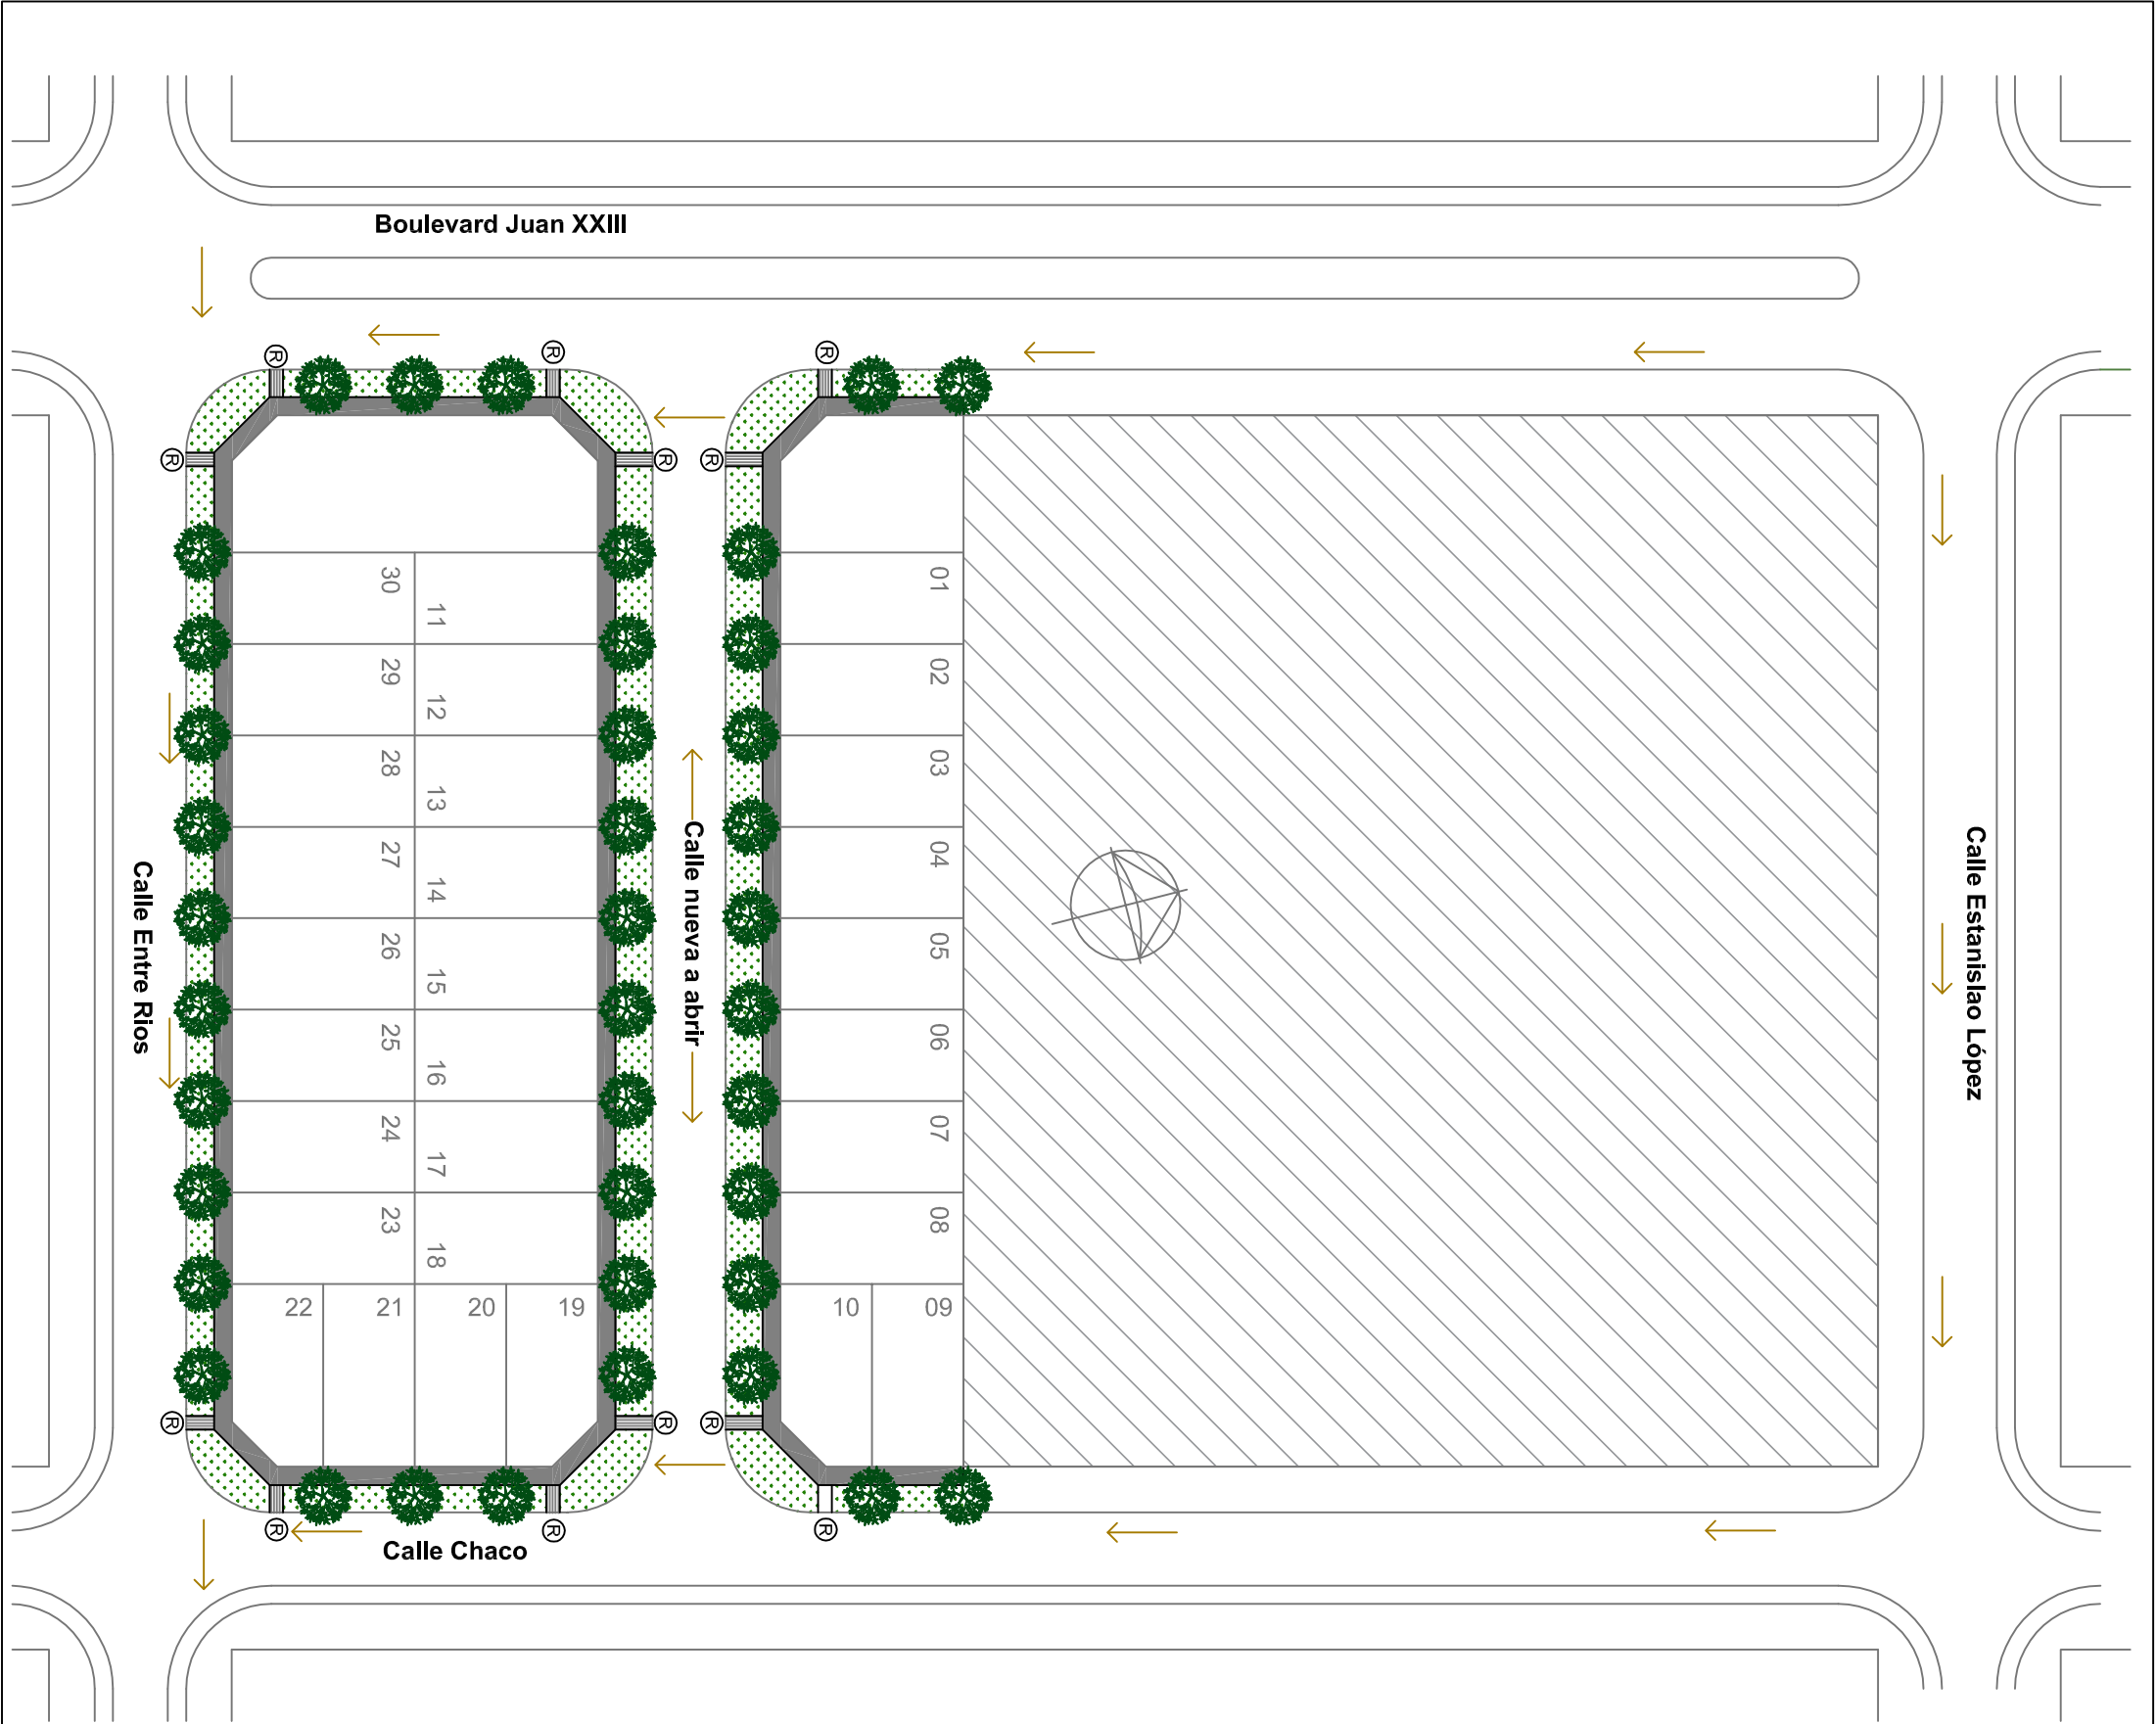 Boulevard Juan XXIII
R
R
R
R
R
R
30
11
01
29
12
02
28
13
03
27
14
04
26
15
05
25
16
06
24
17
07
23
18
08
Calle Entre Rios
Calle nueva a abrir
Calle Estanislao López
22
21
20
19
10
09
R
R
R
R
R
R
Calle Chaco